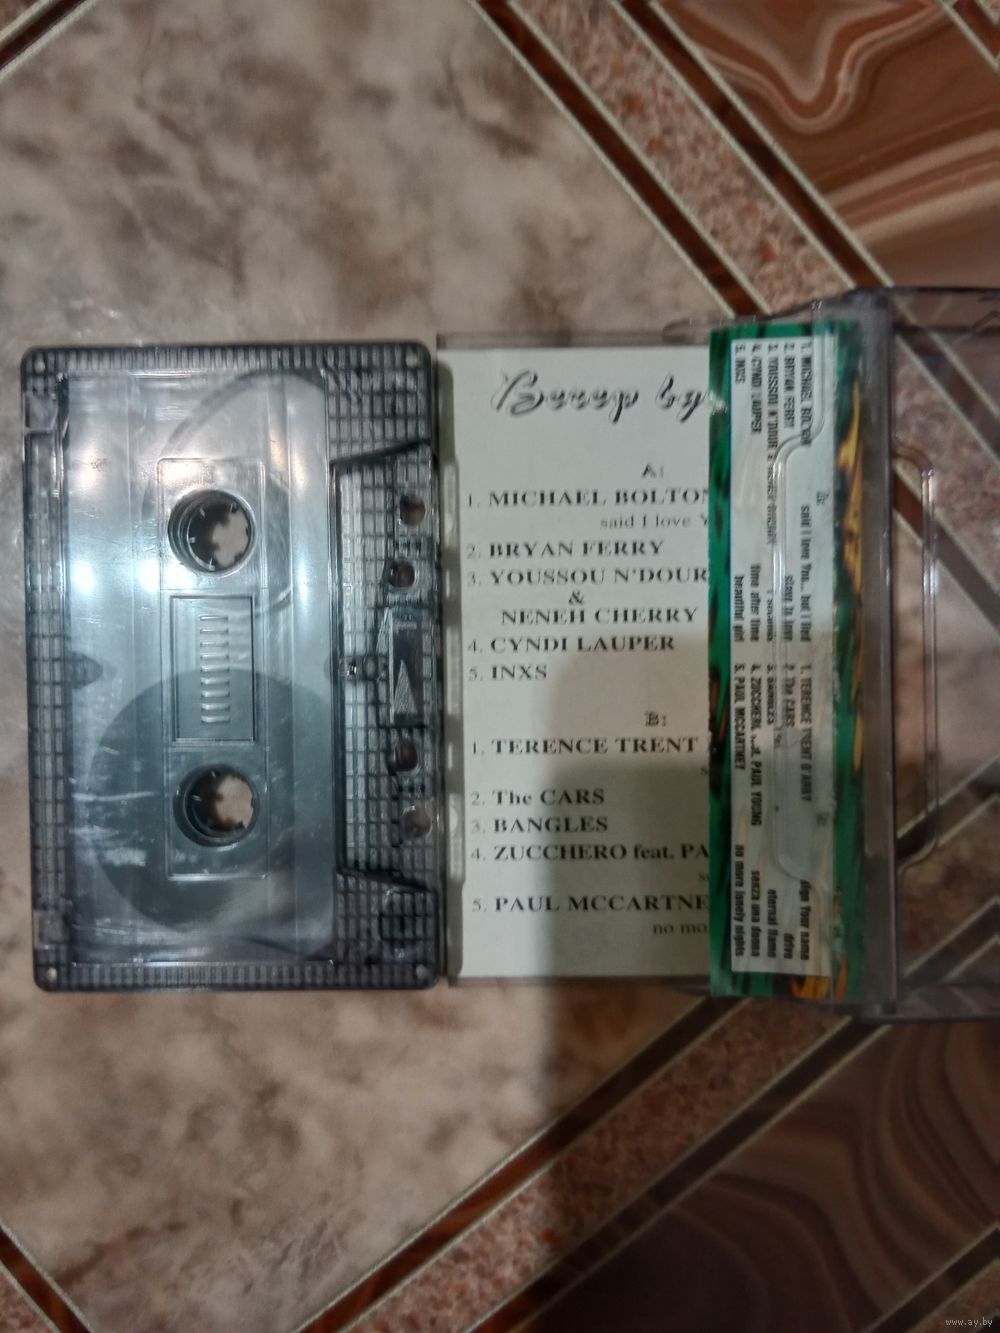 A:
1. MICHAEL BOLTON
said I love Y
2. BRYAN FERRY
3. YOUSSOU N'DOUR
&
NENEH CHERRY
4. CYNDI LAUPER
5. INXS
B:
1. TERENCE TRENT
2. The CARS
3. BANGLES
4. ZUCCHERO feat. PA
5. PAUL MCCARTNE
no mo
1. MICHAEL BOLTON said I love You... but I lied
2. BRYAN FERRY slave to love
3. YOUSSOU N'DOUR
4. CYNDI LAUPER time after time
5. INXS beautiful girl
1. TERENCE TRENT D'ARBY sign Your name
2. The CARS drive
3. BANGLES eternal flame
4. ZUCCHERO PAUL YOUNG senza una donna
5. PAUL MCCARTNEY no more lonely nights
www.ay.by